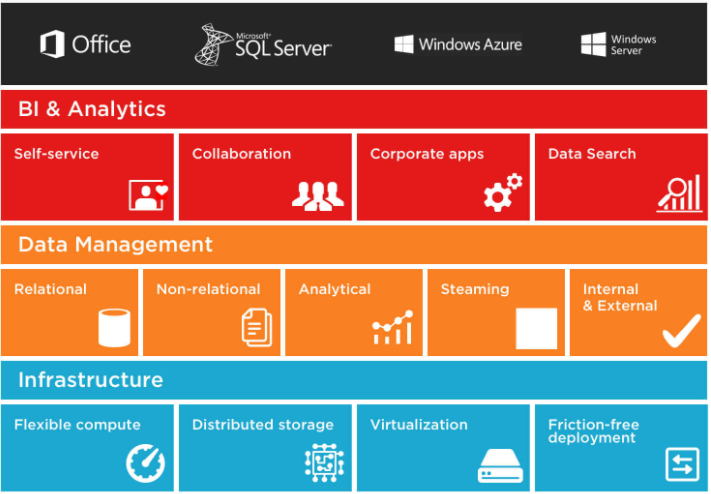 Office
Microsoft®
SQL Server
Windows Azure
Windows
Server
BI & Analytics
Self-service
Collaboration
Corporate apps
Data Search
Data Management
Relational
Non-relational
Analytical
Steaming
Internal
& External
Infrastructure
Flexible compute
Distributed storage
Virtualization
Friction-free
deployment